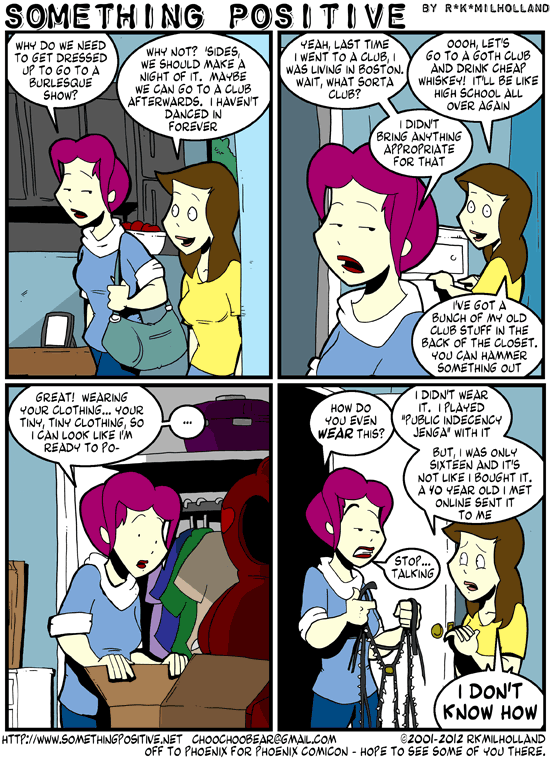 SOMETHING POSITIVE BY R*K*MILHOLLAND
WHY DO WE NEED
TO GET DRESSED
UP TO GO TO A
BURLESQUE
SHOW?
WHY NOT? 'SIDES,
WE SHOULD MAKE A
NIGHT OF IT. MAYBE
WE CAN GO TO A CLUB
AFTERWARDS. I HAVEN'T
DANCED IN
FOREVER
YEAH, LAST TIME
I WENT TO A CLUB, I
WAS LIVING IN BOSTON.
WAIT, WHAT SORTA
CLUB?
OOOH, LET'S
GO TO A GOTH CLUB
AND DRINK CHEAP
WHISKEY! IT'LL BE LIKE
HIGH SCHOOL ALL
OVER AGAIN
I DIDN'T
BRING ANYTHING
APPROPRIATE
FOR THAT
I'VE GOT A
BUNCH OF MY OLD
CLUB STUFF IN THE
BACK OF THE CLOSET.
YOU CAN HAMMER
SOMETHING OUT
GREAT! WEARING
YOUR CLOTHING... YOUR
TINY, TINY CLOTHING, SO
I CAN LOOK LIKE I'M
READY TO PO-
...
HOW DO
YOU EVEN
WEAR THIS?
I DIDN'T WEAR
IT. I PLAYED
"PUBLIC INDECENCY
JENGA" WITH IT
BUT, I WAS ONLY
SIXTEEN AND IT'S
NOT LIKE I BOUGHT IT.
A 40 YEAR OLD I MET
ONLINE SENT IT
TO ME
STOP...
TALKING
I DON'T
KNOW HOW
HTTP://WWW.SOMETHINGPOSITIVE.NET CHOOCHOOBEAR@GMAIL.COM ©2001-2012 RKMILHOLLAND
OFF TO PHOENIX FOR PHOENIX COMICON - HOPE TO SEE SOME OF YOU THERE.